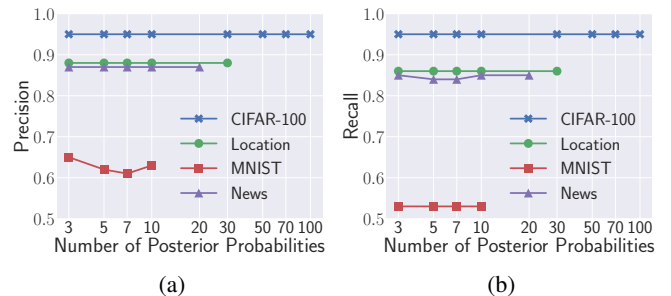 1.0
0.9
0.8
0.7
0.6
0.5
Precision
CIFAR-100
Location
MNIST
News
3 5 7 10 20 30 50 70 100
Number of Posterior Probabilities
(a)
1.0
0.9
0.8
0.7
0.6
0.5
Recall
CIFAR-100
Location
MNIST
News
3 5 7 10 20 30 50 70 100
Number of Posterior Probabilities
(b)